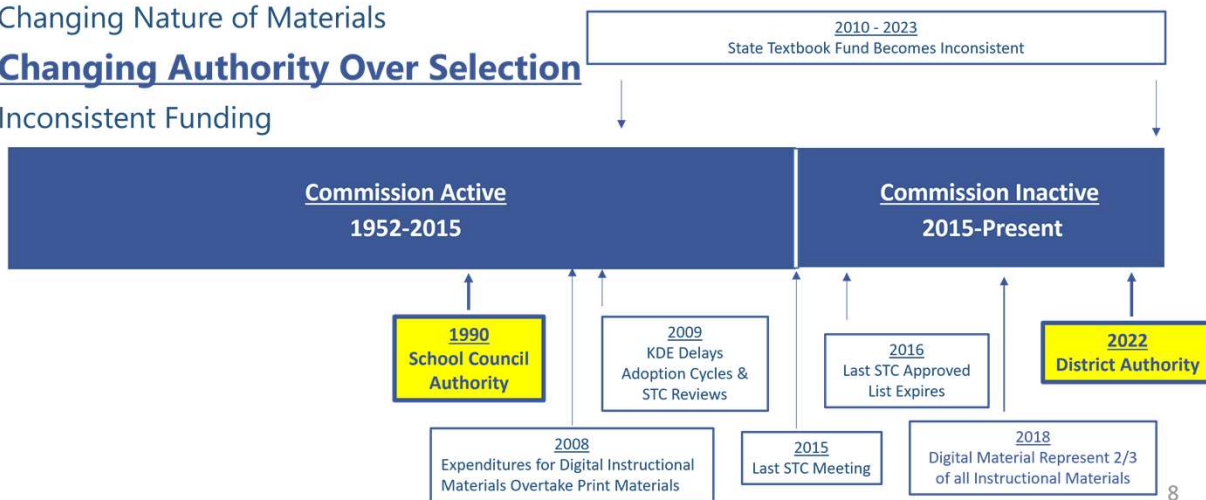 Changing Nature of Materials
Changing Authority Over Selection
Inconsistent Funding
2010 - 2023
State Textbook Fund Becomes Inconsistent
Commission Active
1952-2015
Commission Inactive
2015-Present
1990
School Council
Authority
2008
Expenditures for Digital Instructional
Materials Overtake Print Materials
2009
KDE Delays
Adoption Cycles &
STC Reviews
2015
Last STC Meeting
2016
Last STC Approved
List Expires
2018
Digital Material Represent 2/3
of all Instructional Materials
2022
District Authority
8